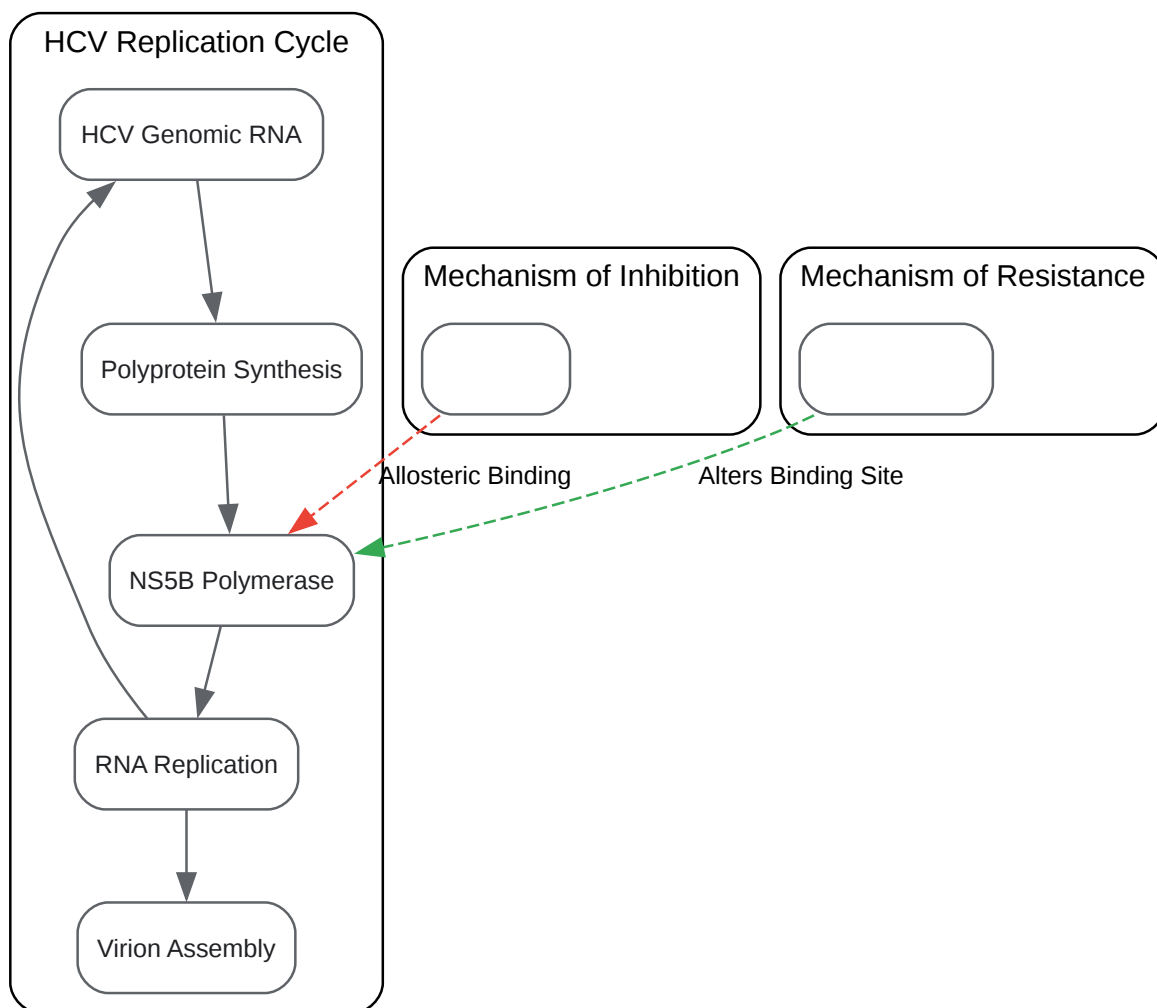 HCV Replication Cycle
HCV Genomic RNA
Polyprotein Synthesis
NS5B Polymerase
RNA Replication
Virion Assembly
Mechanism of Inhibition
Allosteric Binding
Mechanism of Resistance
Alters Binding Site